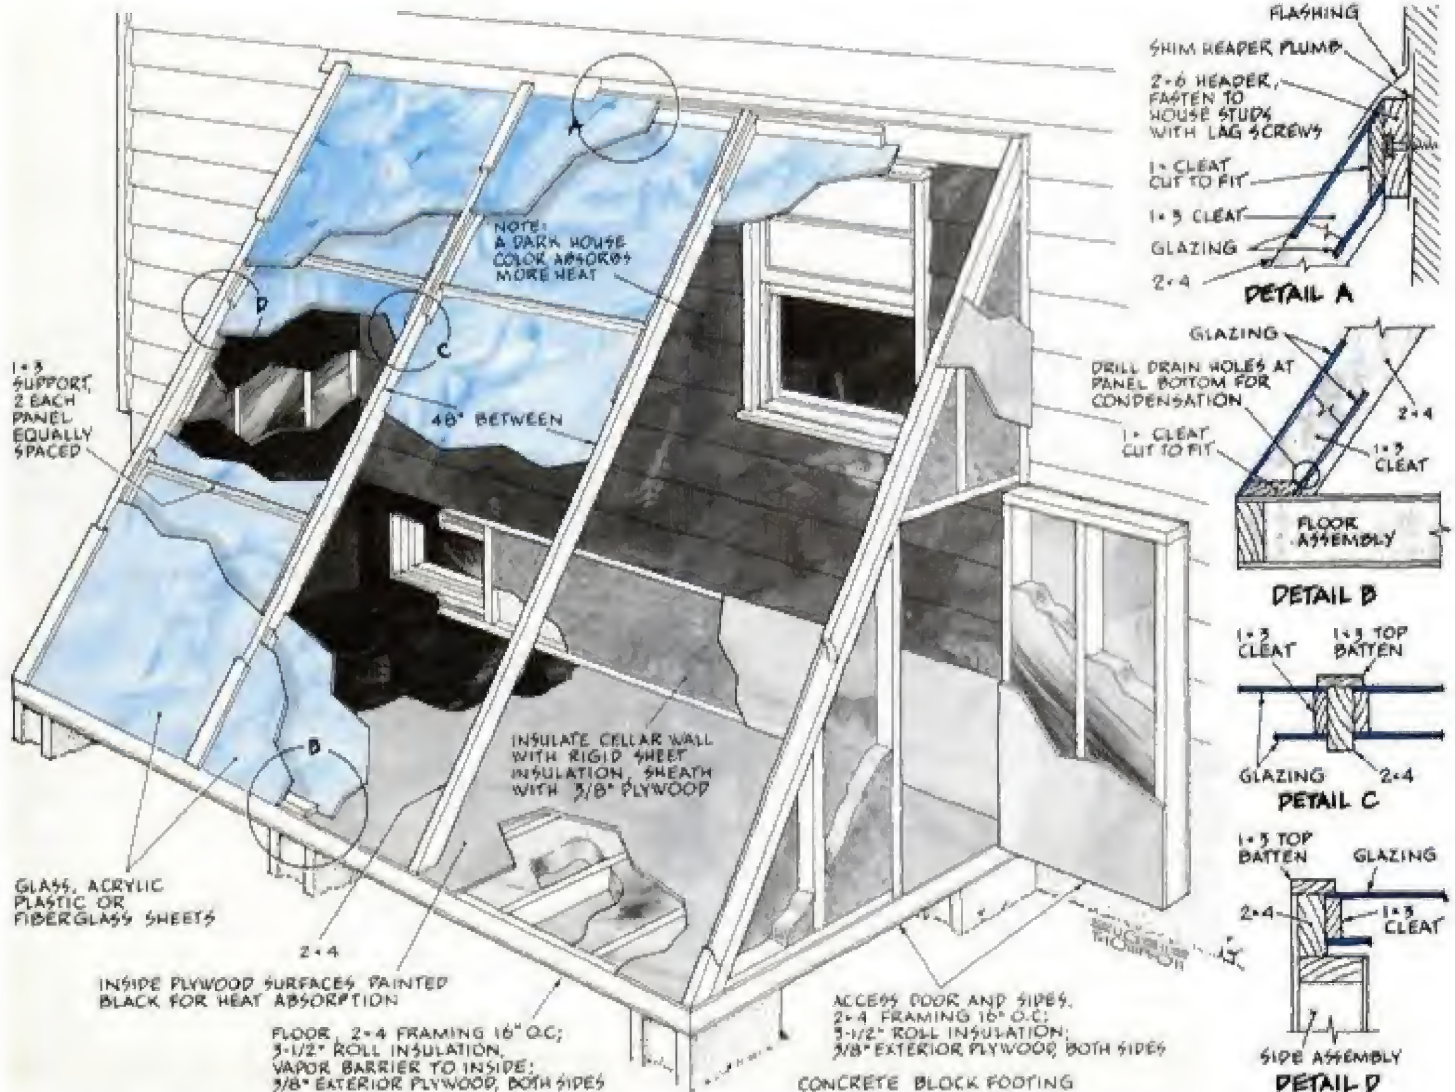 FLASHING
SHIM HEADER PLUMB
2×6 HEADER,
FASTEN TO
HOUSE STUDS
WITH LAG SCREWS
1× CLEAT
CUT TO FIT
1×3 CLEAT
GLAZING
2×4
DETAIL A
A
NOTE:
A DARK HOUSE
COLOR ABSORBS
MORE HEAT
D
C
1×3
SUPPORT,
2 EACH
PANEL
EQUALLY
SPACED
48" BETWEEN
GLAZING
DRILL DRAIN HOLES AT
PANEL BOTTOM FOR
CONDENSATION
2×4
1× CLEAT
CUT TO FIT
1×3
CLEAT
FLOOR
ASSEMBLY
DETAIL B
1×3
CLEAT
1×3 TOP
BATTEN
GLAZING
2×4
DETAIL C
B
INSULATE CELLAR WALL
WITH RIGID SHEET
INSULATION, SHEATH
WITH 3/8" PLYWOOD
GLASS, ACRYLIC
PLASTIC OR
FIBERGLASS SHEETS
2×4
INSIDE PLYWOOD SURFACES PAINTED
BLACK FOR HEAT ABSORPTION
FLOOR, 2×4 FRAMING 16" O.C;
3-1/2" ROLL INSULATION,
VAPOR BARRIER TO INSIDE;
3/8" EXTERIOR PLYWOOD, BOTH SIDES
ACCESS DOOR AND SIDES,
2×4 FRAMING 16" O.C;
3-1/2" ROLL INSULATION;
3/8" EXTERIOR PLYWOOD, BOTH SIDES
CONCRETE BLOCK FOOTING
1×3 TOP
BATTEN
GLAZING
2×4
1×3
CLEAT
SIDE ASSEMBLY
DETAIL D